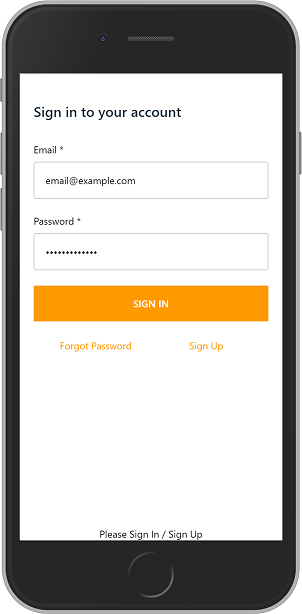 Sign in to your account
Email *
email@example.com
Password *
•••••••••••••
SIGN IN
Forgot Password Sign Up
Please Sign In / Sign Up